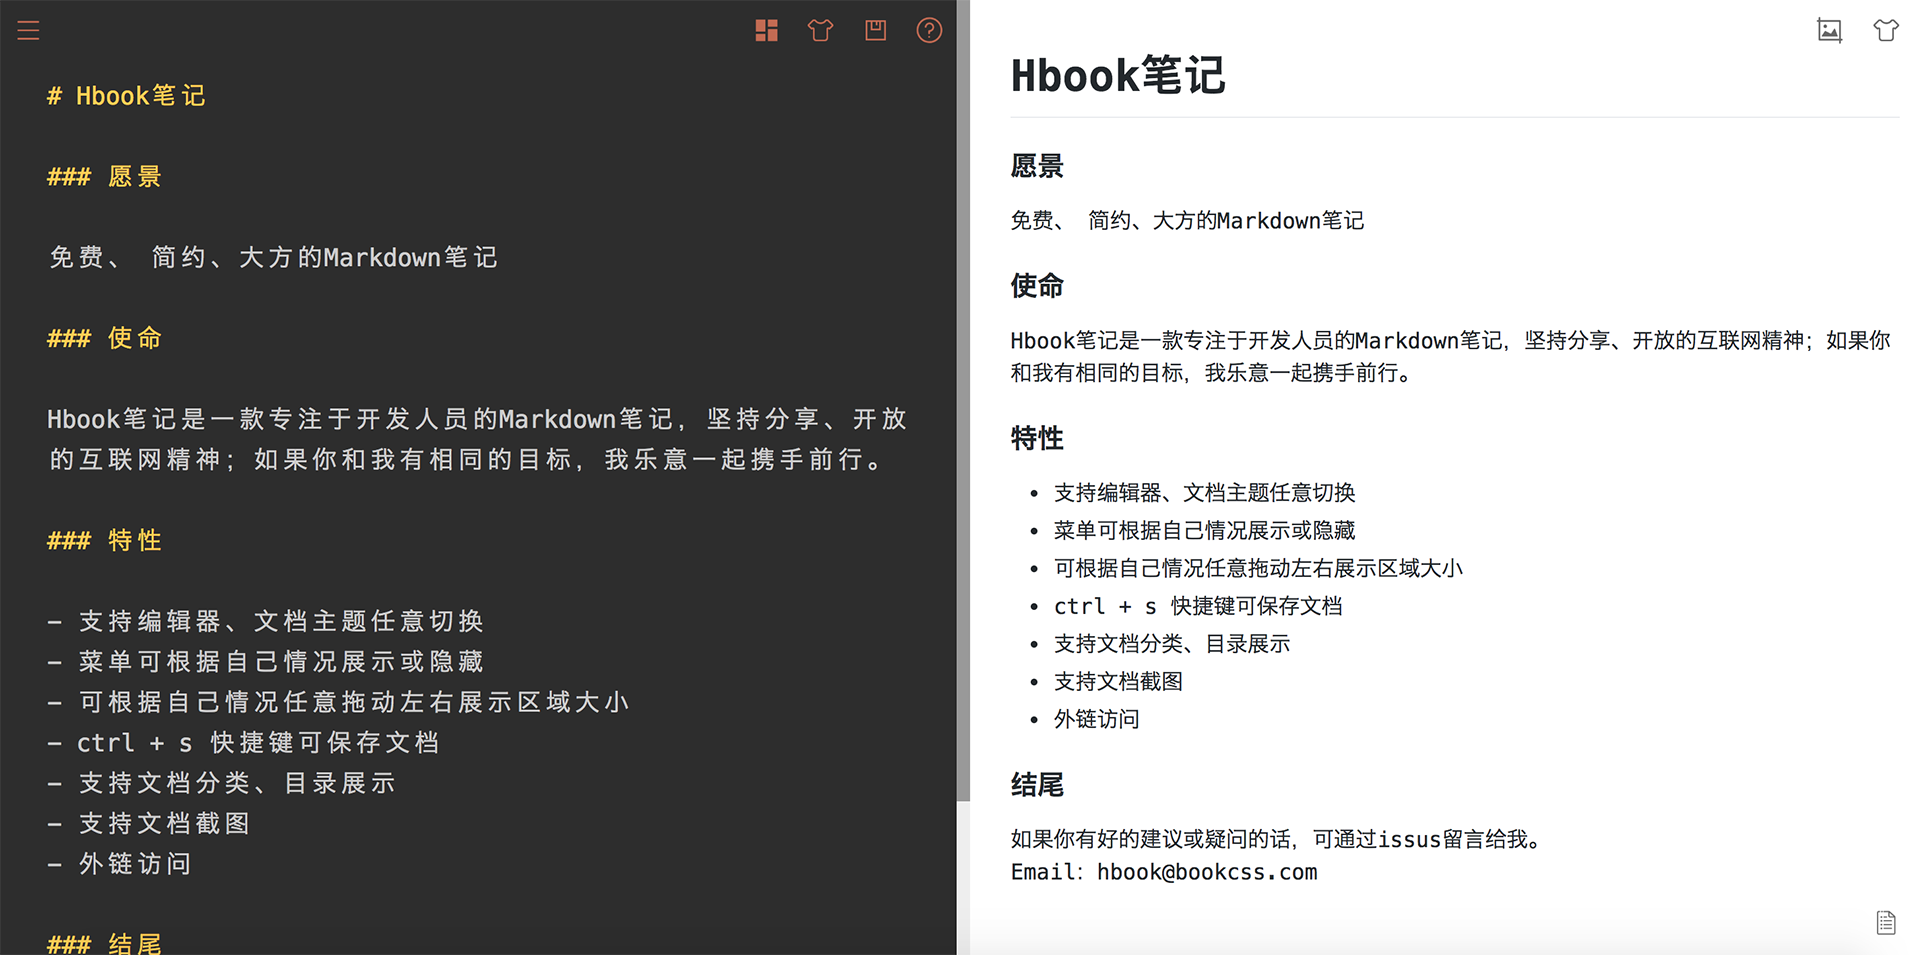 # Hbook笔记
### 愿景
免费、 简约、大方的Markdown笔记
### 使命
Hbook笔记是一款专注于开发人员的Markdown笔记，坚持分享、开放
的互联网精神；如果你和我有相同的目标，我乐意一起携手前行。
### 特性
- 支持编辑器、文档主题任意切换
- 菜单可根据自己情况展示或隐藏
- 可根据自己情况任意拖动左右展示区域大小
- ctrl + s 快捷键可保存文档
- 支持文档分类、目录展示
- 支持文档截图
- 外链访问
### 结尾
Hbook笔记
愿景
免费、 简约、大方的Markdown笔记
使命
Hbook笔记是一款专注于开发人员的Markdown笔记，坚持分享、开放的互联网精神；如果你
和我有相同的目标，我乐意一起携手前行。
特性
• 支持编辑器、文档主题任意切换
• 菜单可根据自己情况展示或隐藏
• 可根据自己情况任意拖动左右展示区域大小
• ctrl + s 快捷键可保存文档
• 支持文档分类、目录展示
• 支持文档截图
• 外链访问
结尾
如果你有好的建议或疑问的话，可通过issus留言给我。
Email：hbook@bookcss.com